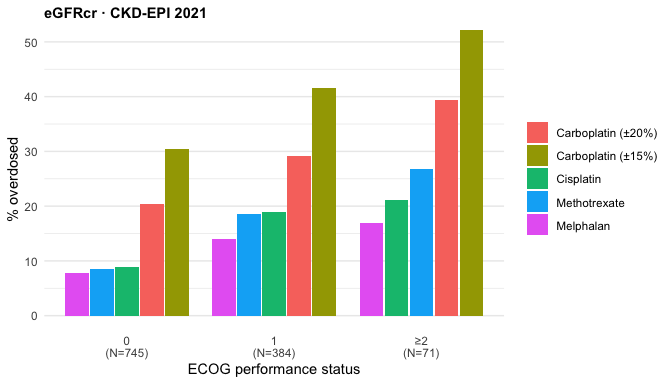 eGFRcr · CKD-EPI 2021
% overdosed
50
40
30
20
10
0
0
(N=745)
1
(N=384)
≥2
(N=71)
ECOG performance status
Carboplatin (±20%)
Carboplatin (±15%)
Cisplatin
Methotrexate
Melphalan